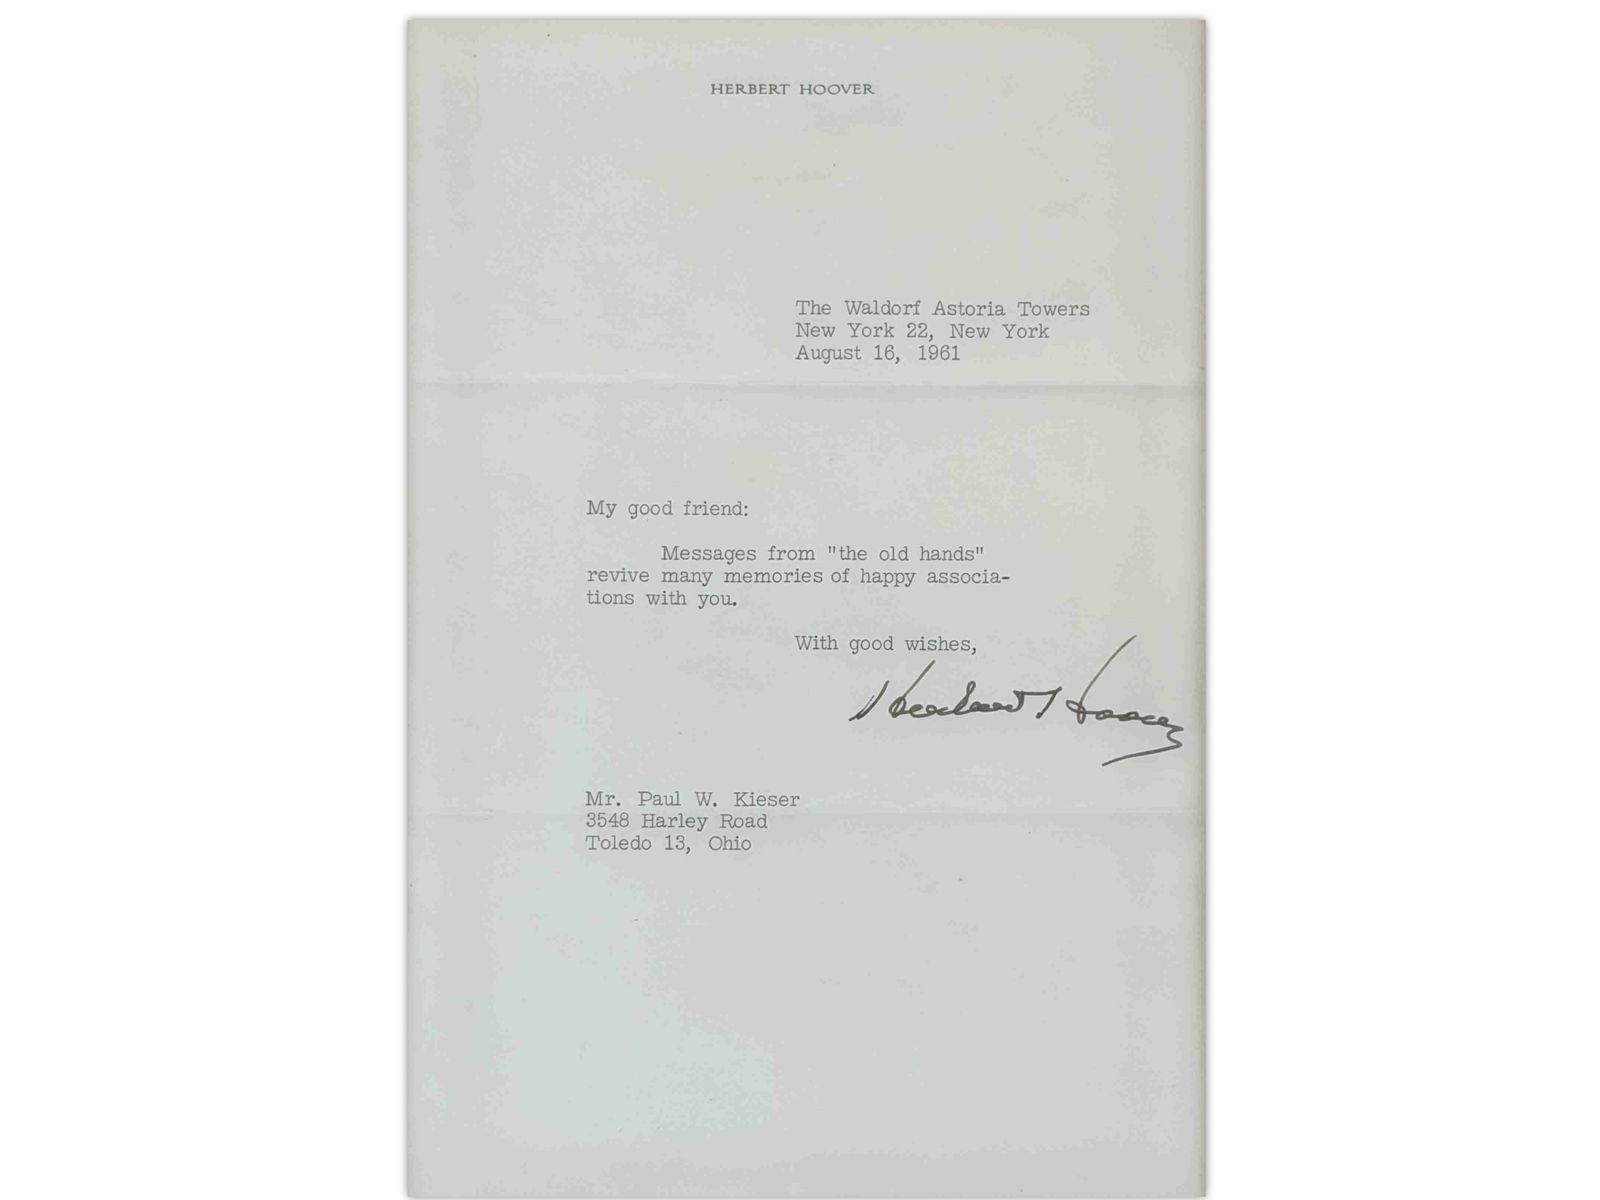 HERBERT HOOVER
The Waldorf Astoria Towers
New York 22, New York
August 16, 1961
My good friend:
Messages from "the old hands"
revive many memories of happy associa-
tions with you.
With good wishes,
Herbert Hoover
Mr. Paul W. Kieser
3548 Harley Road
Toledo 13, Ohio